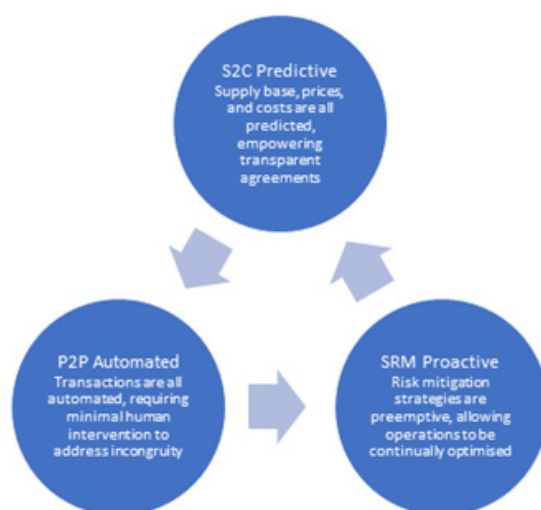 S2C Predictive
Supply base, prices,
and costs are all
predicted,
empowering
transparent
agreements
P2P Automated
Transactions are all
automated, requiring
minimal human
intervention to
address incongruity
SRM Proactive
Risk mitigation
strategies are
preemptive, allowing
operations to be
continually optimised